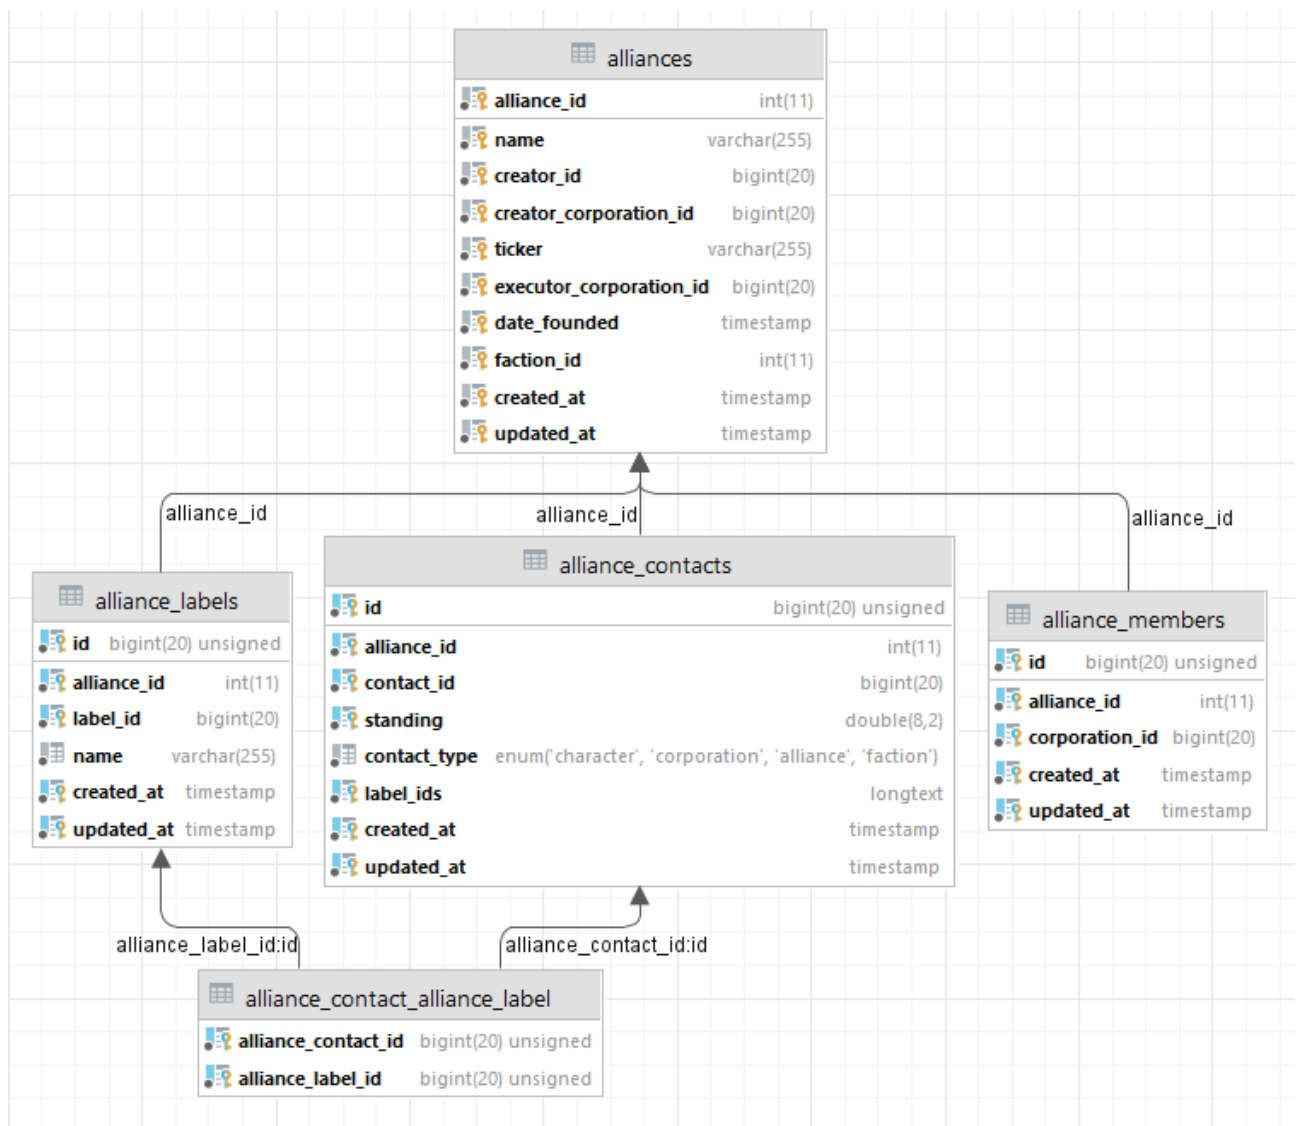 alliances
alliance_id int(11)
name varchar(255)
creator_id bigint(20)
creator_corporation_id bigint(20)
ticker varchar(255)
executor_corporation_id bigint(20)
date_founded timestamp
faction_id int(11)
created_at timestamp
updated_at timestamp
alliance_id
alliance_id
alliance_id
alliance_labels
id bigint(20) unsigned
alliance_id int(11)
label_id bigint(20)
name varchar(255)
created_at timestamp
updated_at timestamp
alliance_contacts
id bigint(20) unsigned
alliance_id int(11)
contact_id bigint(20)
standing double(8,2)
contact_type enum('character', 'corporation', 'alliance', 'faction')
label_ids longtext
created_at timestamp
updated_at timestamp
alliance_members
id bigint(20) unsigned
alliance_id int(11)
corporation_id bigint(20)
created_at timestamp
updated_at timestamp
alliance_label_id:id
alliance_contact_id:id
alliance_contact_alliance_label
alliance_contact_id bigint(20) unsigned
alliance_label_id bigint(20) unsigned